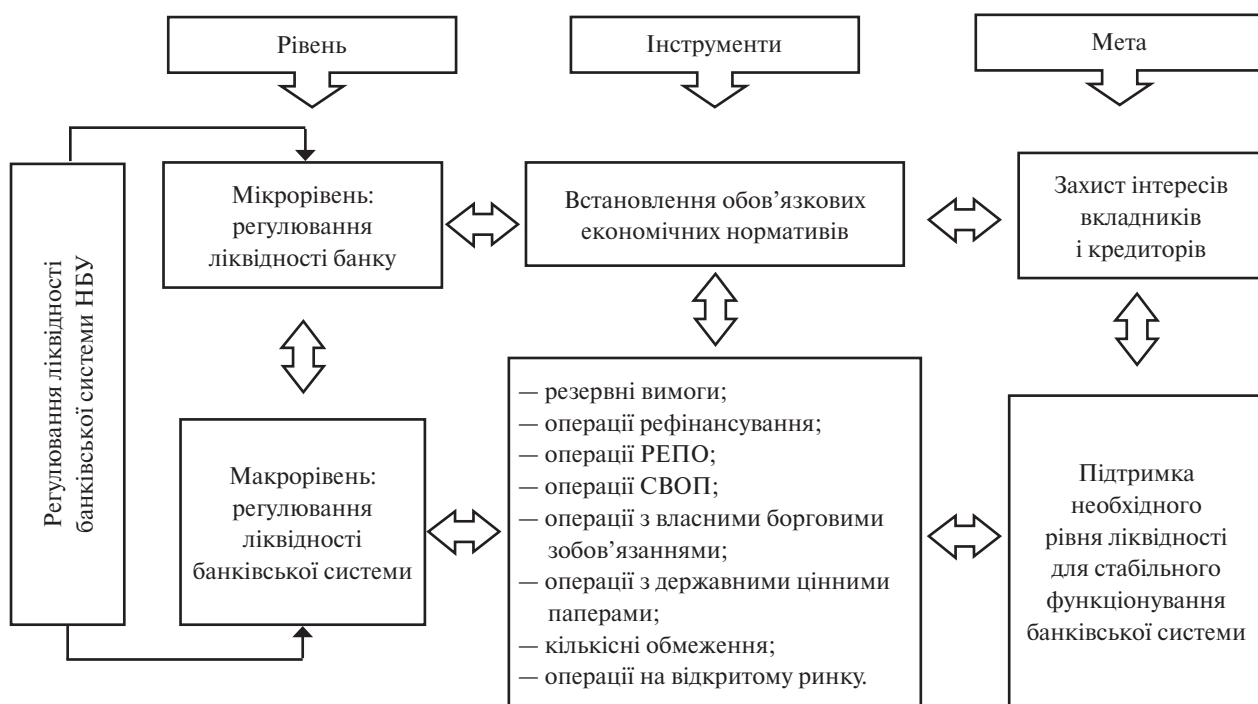 Рівень
Інструменти
Мета
Регулювання ліквідності
банківської системи НБУ
Мікрорівень:
регулювання
ліквідності банку
Встановлення обов’язкових
економічних нормативів
Захист інтересів
вкладників
і кредиторів
Макрорівень:
регулювання
ліквідності
банківської системи
— резервні вимоги;
— операції рефінансування;
— операції РЕПО;
— операції СВОП;
— операції з власними борговими
зобов'язаннями;
— операції з державними цінними
паперами;
— кількісні обмеження;
— операції на відкритого ринку.
Підтримка
необхідного
рівня ліквідності
для стабільного
функціонування
банківської системи